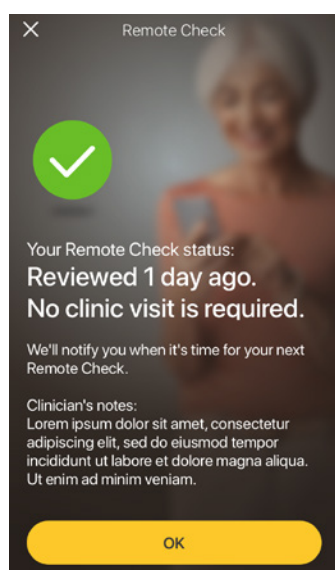 Remote Check
Your Remote Check status:
Reviewed 1 day ago.
No clinic visit is required.
We'll notify you when it's time for your next
Remote Check.
Clinician's notes:
Lorem ipsum dolor sit amet, consectetur
adipiscing elit, sed do eiusmod tempor
incididunt ut labore et dolore magna aliqua.
Ut enim ad minim veniam.
OK